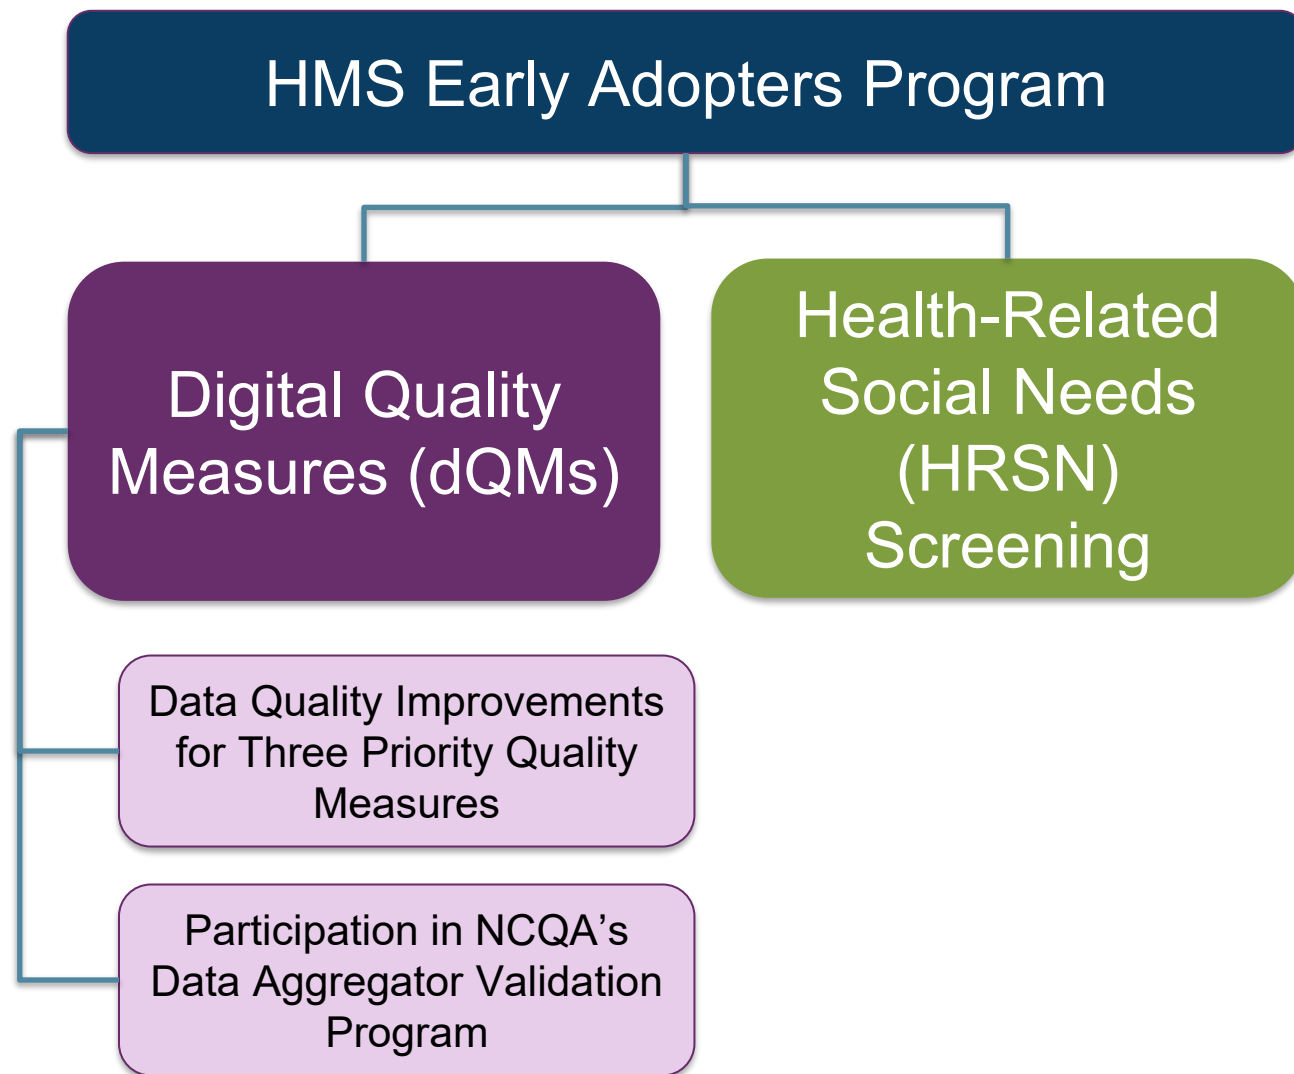 HMS Early Adopters Program
Digital Quality
Measures (dQMs)
Health-Related
Social Needs
(HRSN)
Screening
Data Quality Improvements
for Three Priority Quality
Measures
Participation in NCQA’s
Data Aggregator Validation
Program